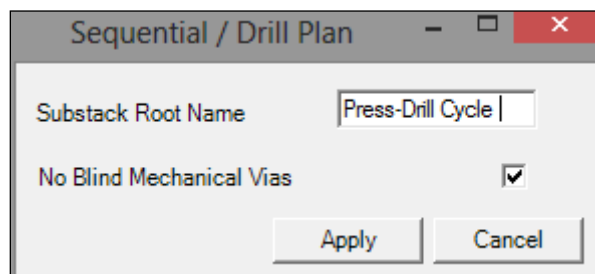 Sequential / Drill Plan
Substack Root Name Press-Drill Cycle
No Blind Mechanical Vias
Apply Cancel